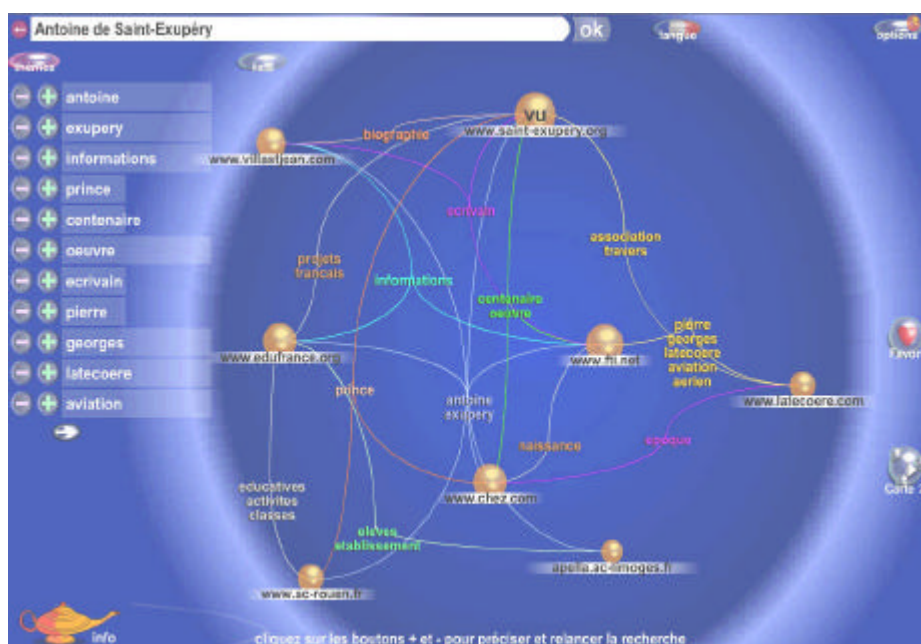 Antoine de Saint-Exupéry
ok
langue
options
thèmes
antoine
exupery
informations
prince
centenaire
oeuvre
ecrivain
pierre
georges
latecoere
aviation
vu
www.saint-exupery.org
biographie
www.villastjean.com
ecrivain
association
travers
projets
francais
informations
centenaire
oeuvre
pierre
georges
latecoere
aviation
aerien
www.edufrance.org
www.fti.net
www.latecoere.com
prince
antoine
exupery
naissance
epoque
www.chez.com
educatives
activites
classes
eleves
etablissement
apella.ac-limoges.fr
www.ac-rouen.fr
info
cliquez sur les boutons + et - pour préciser et relancer la recherche